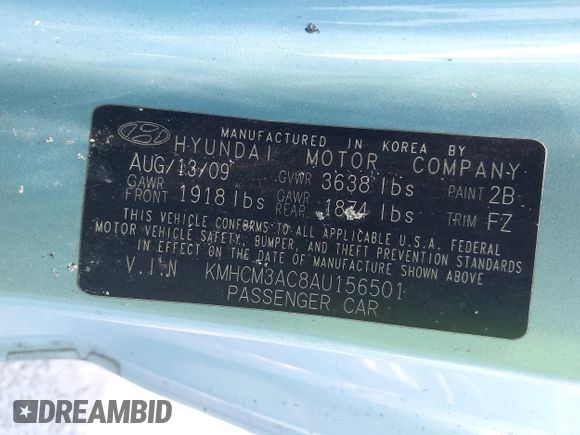 MANUFACTURED IN KOREA BY
HYUNDAI MOTOR COMPANY
AUG/13/09 GVWR 3638 lbs PAINT 2B
GAWR FRONT 1918 lbs GAWR REAR 1874 lbs TRIM FZ
THIS VEHICLE CONFORMS TO ALL APPLICABLE U.S.A. FEDERAL
MOTOR VEHICLE SAFETY, BUMPER, AND THEFT PREVENTION STANDARDS
IN EFFECT ON THE DATE OF MANUFACTURE SHOWN ABOVE
V I N KMHCM3AC8AU156501
PASSENGER CAR
DREAMBID